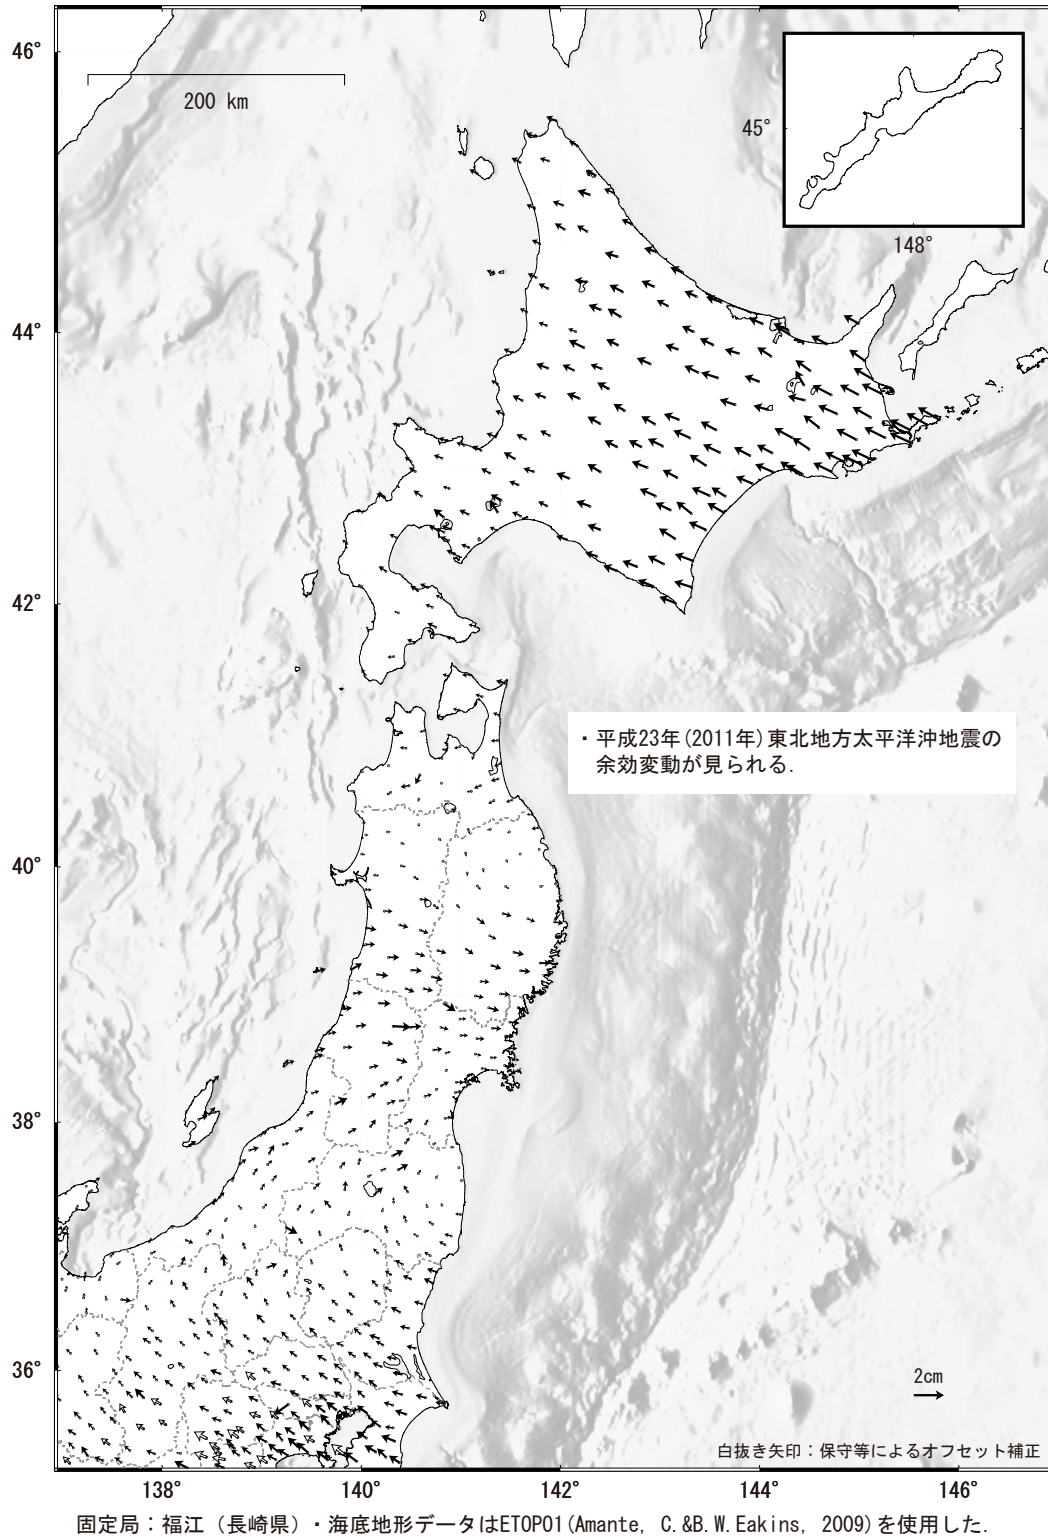 46°
200 km
45°
148°
44°
42°
・平成23年(2011年)東北地方太平洋沖地震の
余効変動が見られる.
40°
38°
36°
2cm
白抜き矢印：保守等によるオフセット補正
138°
140°
142°
144°
146°
固定局：福江（長崎県）・海底地形データはETOPO1(Amante, C.&B.W.Eakins, 2009)を使用した.